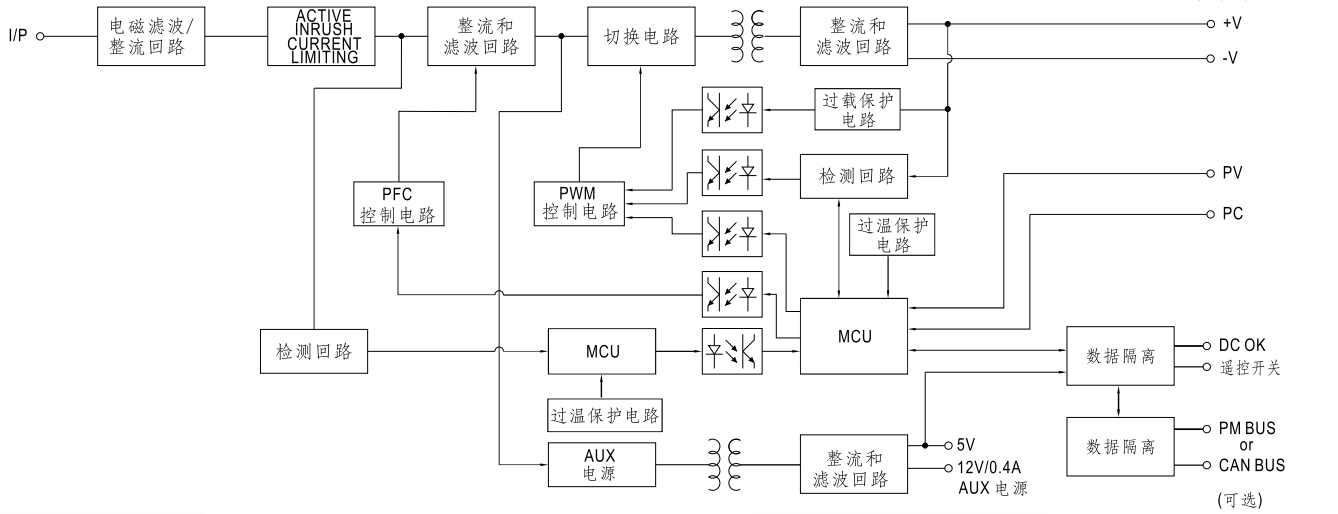 I/P
电磁滤波/
整流回路
ACTIVE
INRUSH
CURRENT
LIMITING
整流和
滤波回路
切换电路
整流和
滤波回路
+V
-V
过载保护
电路
检测回路
PV
PFC
控制电路
PWM
控制电路
过温保护
电路
PC
检测回路
MCU
MCU
数据隔离
DC OK
遥控开关
过温保护电路
数据隔离
PM BUS
or
CAN BUS
(可选)
AUX
电源
整流和
滤波回路
5V
12V/0.4A
AUX 电源